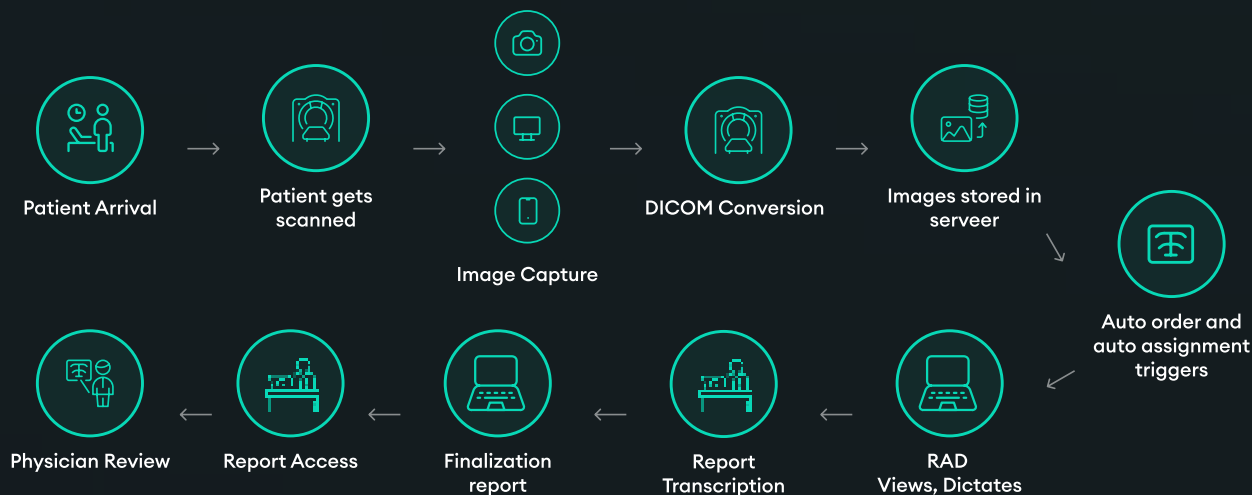 Patient Arrival
Patient gets
scanned
Image Capture
DICOM Conversion
Images stored in
serveer
Auto order and
auto assignment
triggers
RAD
Views, Dictates
Report
Transcription
Finalization
report
Report Access
Physician Review